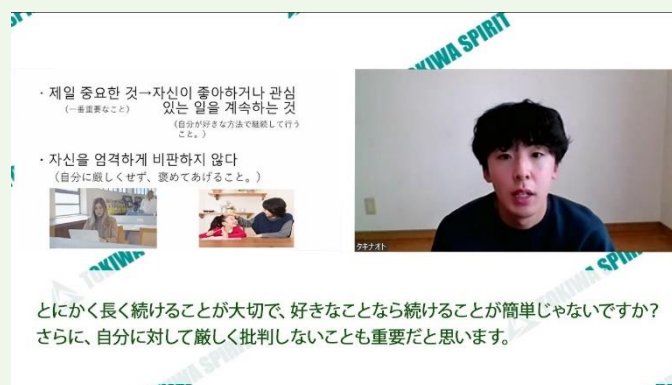 TOKIWA SPIRIT
・제일 중요한 것→자신이 좋아하거나 관심
(一番重要なこと)
있는 일을 계속하는 것
(自分が好きな方法で継続して行う
こと。)
・자신을 엄격하게 비판하지 않다
(自分に厳しくせず、褒めてあげること。)
タキナオト
TOKIWA
SPIRIT
とにかく長く続けることが大切で、好きなことなら続けることが簡単じゃないですか?
さらに、自分に対して厳しく批判しないことも重要だと思います。